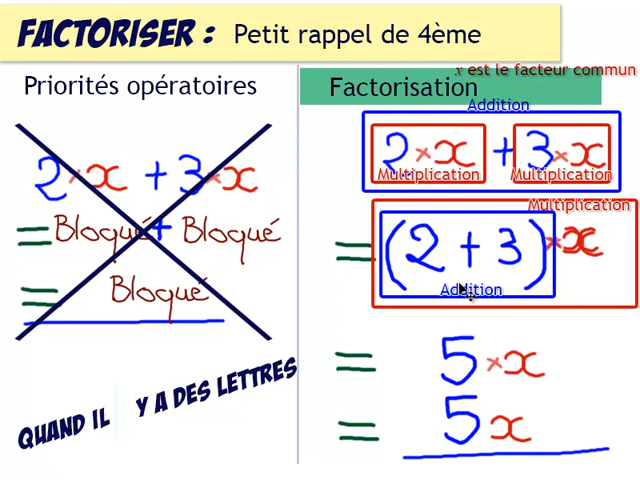 FACTORISER : Petit rappel de 4ème
Priorités opératoires
2 × x + 3 × x
= Bloqué + Bloqué
= Bloqué
QUAND IL Y A DES LETTRES
x est le facteur commun
Factorisation
Addition
2 × x + 3 × x
Multiplication Multiplication
Multiplication
= (2 + 3) × x
Addition
= 5 × x
= 5 x